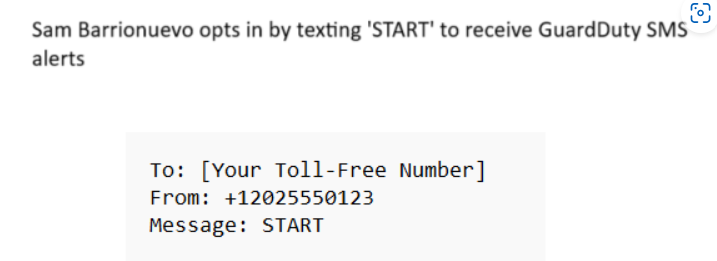 Sam Barrionuevo opts in by texting 'START' to receive GuardDuty SMS
alerts
To: [Your Toll-Free Number]
From: +12025550123
Message: START